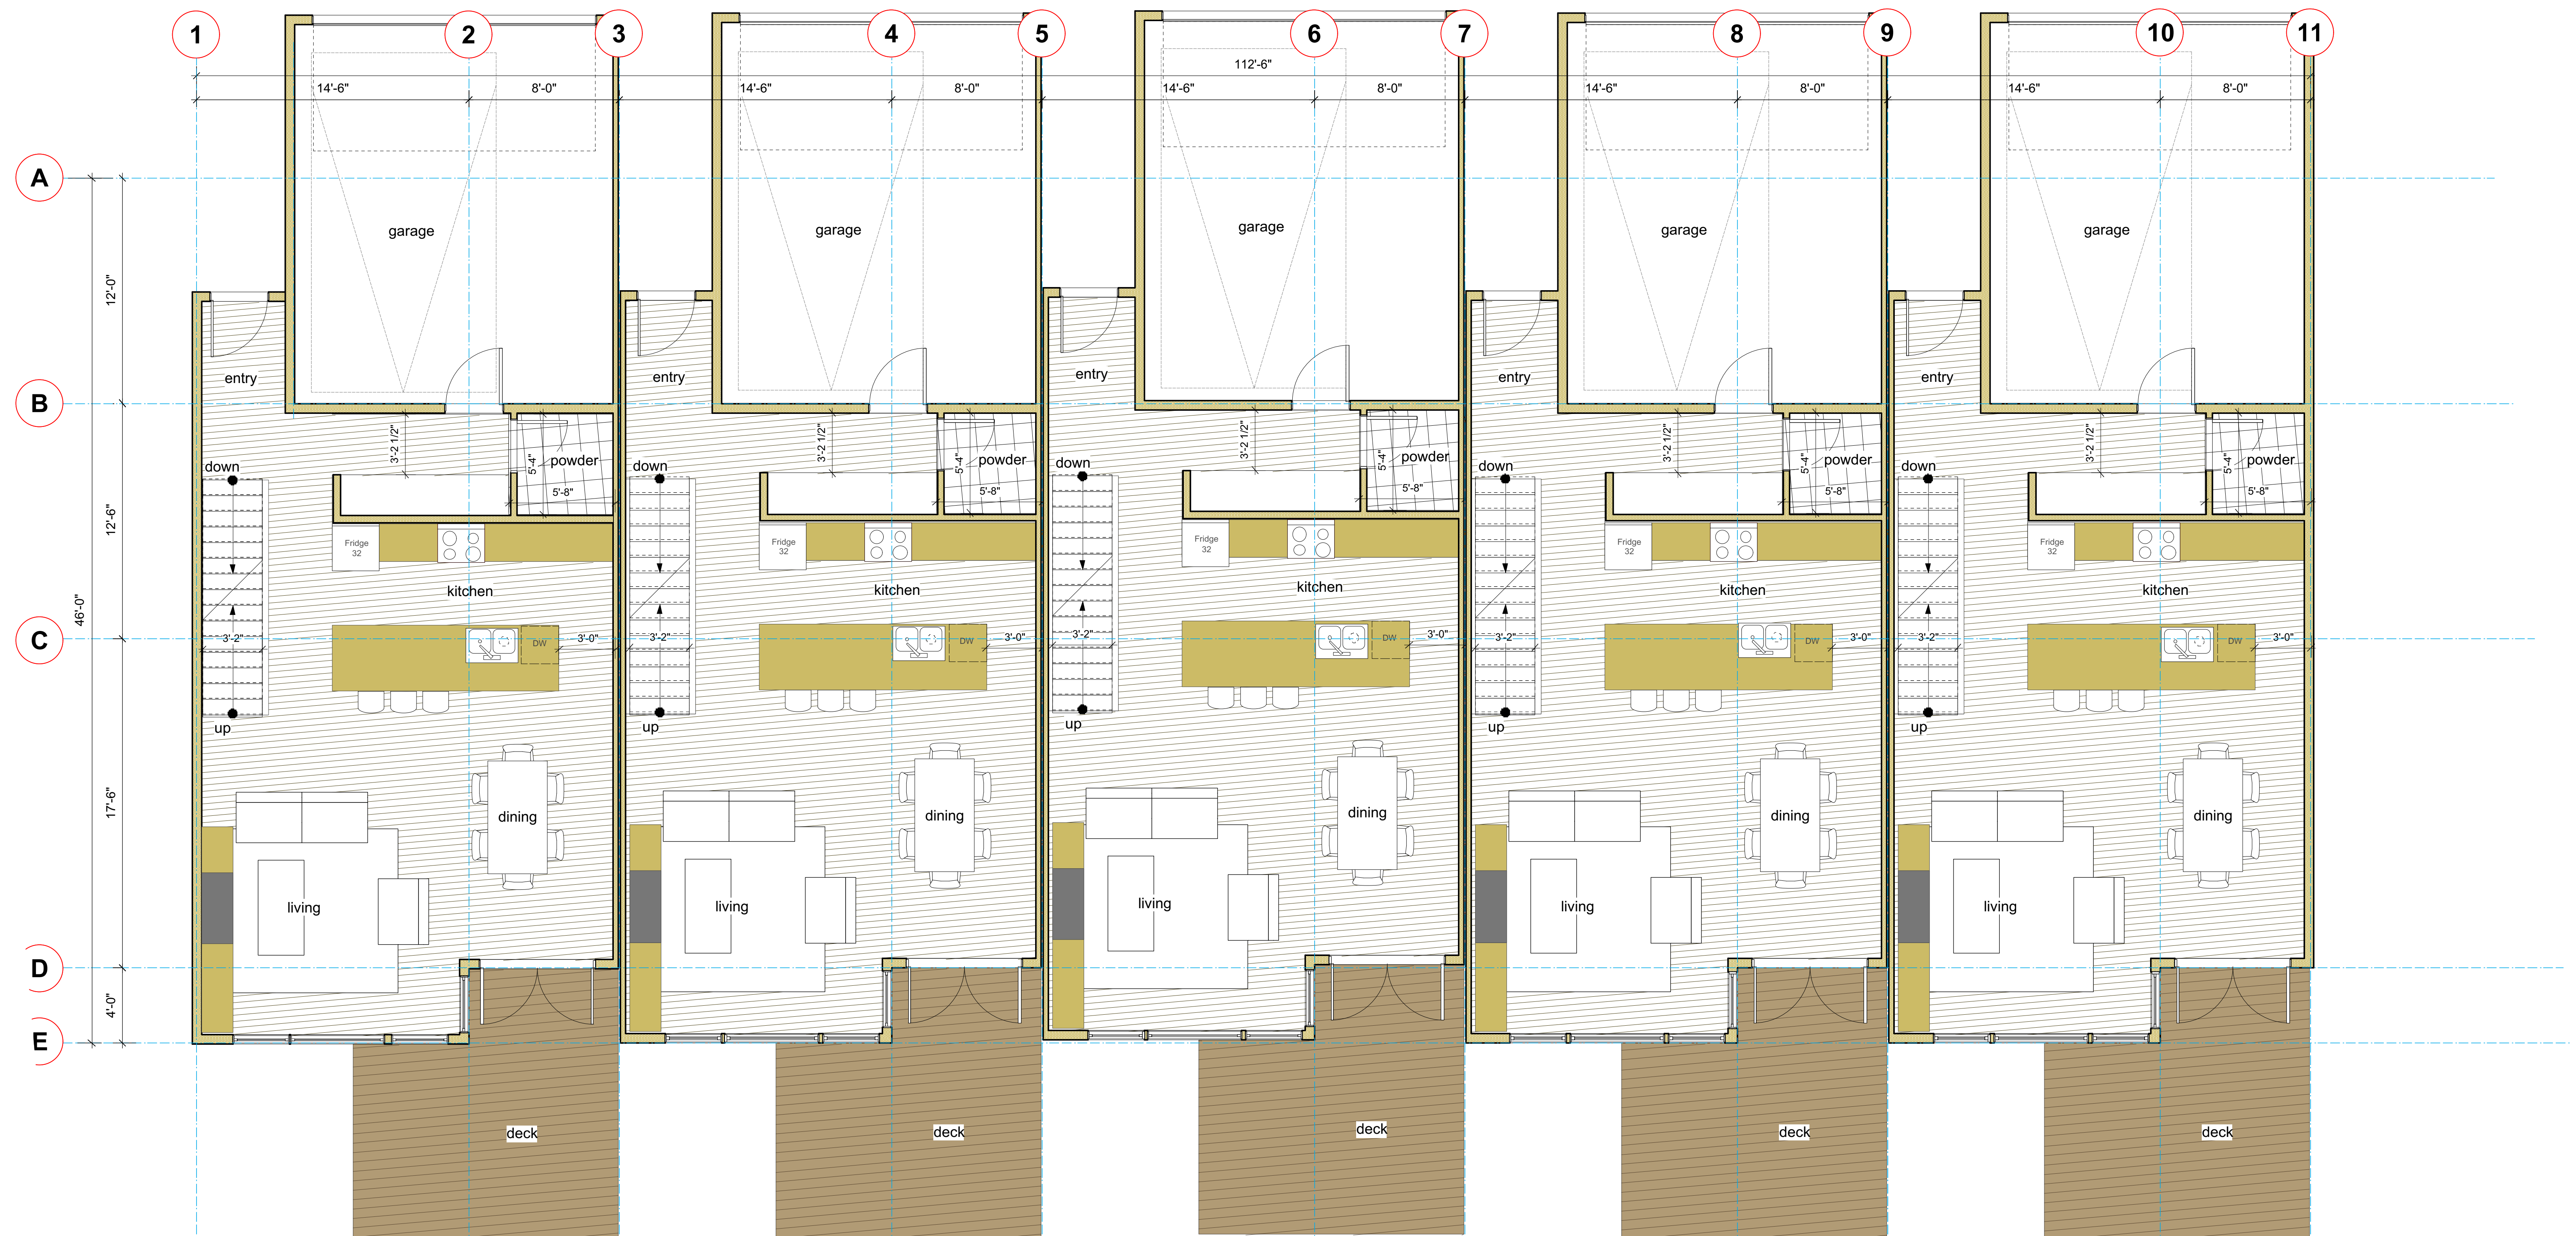 1 2 3 4 5 6 7 8 9 10 11
112'-6"
14'-6" 8'-0" 14'-6" 8'-0" 14'-6" 8'-0" 14'-6" 8'-0" 14'-6" 8'-0"
A
garage garage garage garage garage
12'-0"
entry entry entry entry entry
B
3'-2 1/2" 3'-2 1/2" 3'-2 1/2" 3'-2 1/2" 3'-2 1/2"
down 5'-4" powder down 5'-4" powder down 5'-4" powder down 5'-4" powder down 5'-4" powder
5'-8" 5'-8" 5'-8" 5'-8" 5'-8"
12'-6"
Fridge Fridge Fridge Fridge Fridge
32 32 32 32 32
kitchen kitchen kitchen kitchen kitchen
46'-0"
C
3'-2" DW 3'-0" 3'-2" DW 3'-0" 3'-2" DW 3'-0" 3'-2" DW 3'-0" 3'-2" DW 3'-0"
up up up up up
17'-6"
dining dining dining dining dining
living living living living living
D
4'-0"
E
deck deck deck deck deck